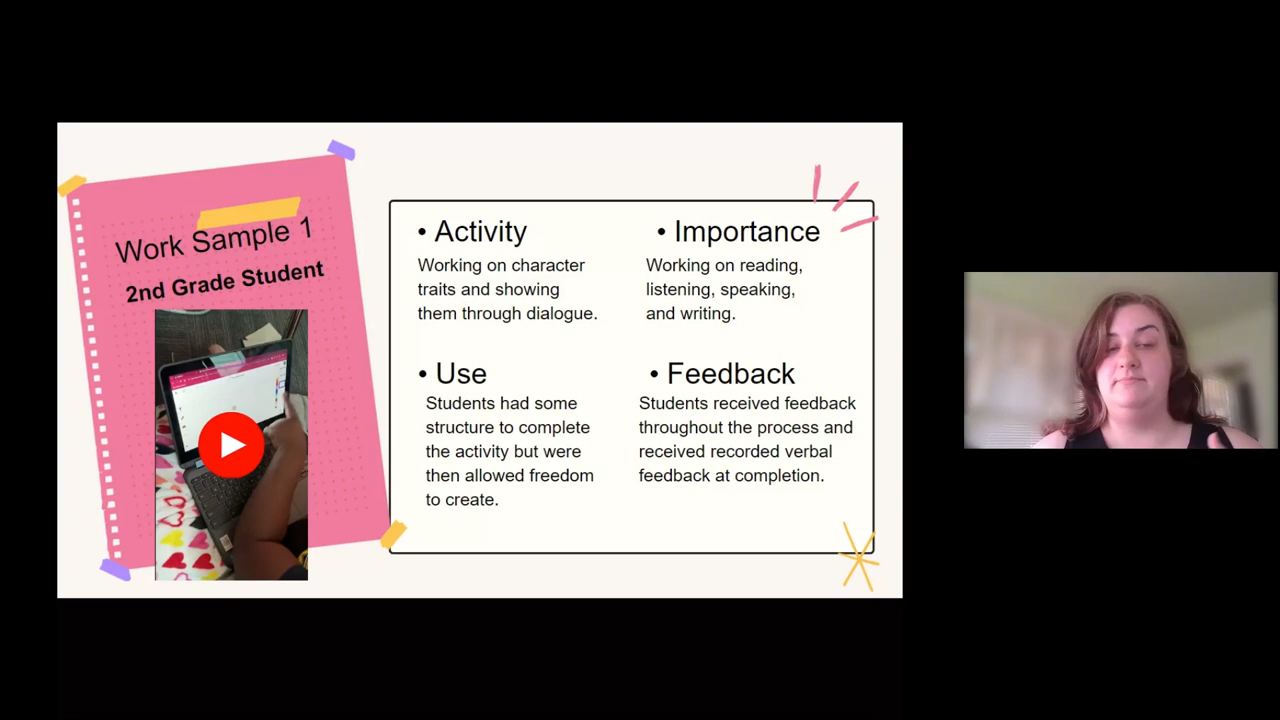 Work Sample 1
2nd Grade Student
• Activity
Working on character
traits and showing
them through dialogue.
• Importance
Working on reading,
listening, speaking,
and writing.
• Use
Students had some
structure to complete
the activity but were
then allowed freedom
to create.
• Feedback
Students received feedback
throughout the process and
received recorded verbal
feedback at completion.